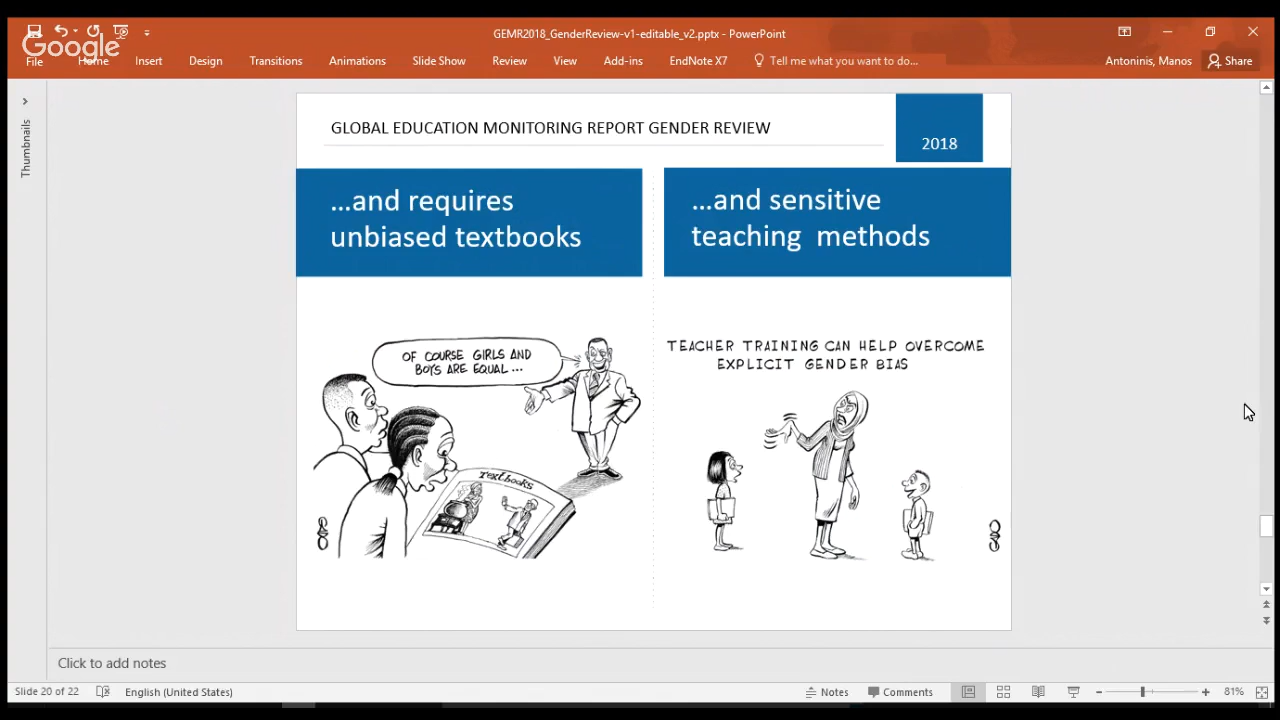 GEMR2018_GenderReview-v1-editable_v2.pptx - PowerPoint
Google
File Home Insert Design Transitions Animations Slide Show Review View Add-ins EndNote X7 Tell me what you want to do... Antoninis, Manos Share
Thumbnails
GLOBAL EDUCATION MONITORING REPORT GENDER REVIEW
2018
...and requires
unbiased textbooks
...and sensitive
teaching methods
OF COURSE GIRLS AND
BOYS ARE EQUAL ...
Textbooks
TEACHER TRAINING CAN HELP OVERCOME
EXPLICIT GENDER BIAS
Click to add notes
Slide 20 of 22 English (United States) Notes Comments 81%